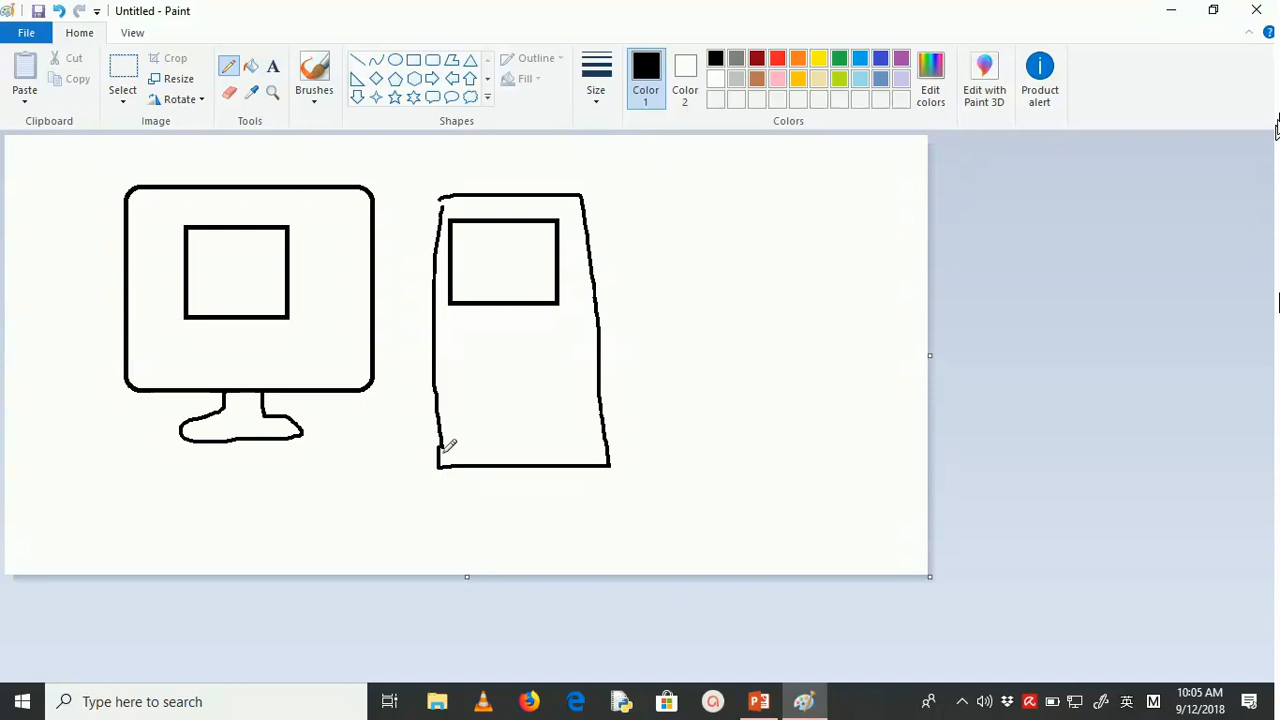 Untitled - Paint
File
Home
View
Paste
Cut
Copy
Clipboard
Select
Crop
Resize
Rotate
Image
A
Tools
Brushes
Shapes
Outline
Fill
Size
Color
1
Color
2
Edit
colors
Colors
Edit with
Paint 3D
Product
alert
Type here to search
英
M
10:05 AM
9/12/2018